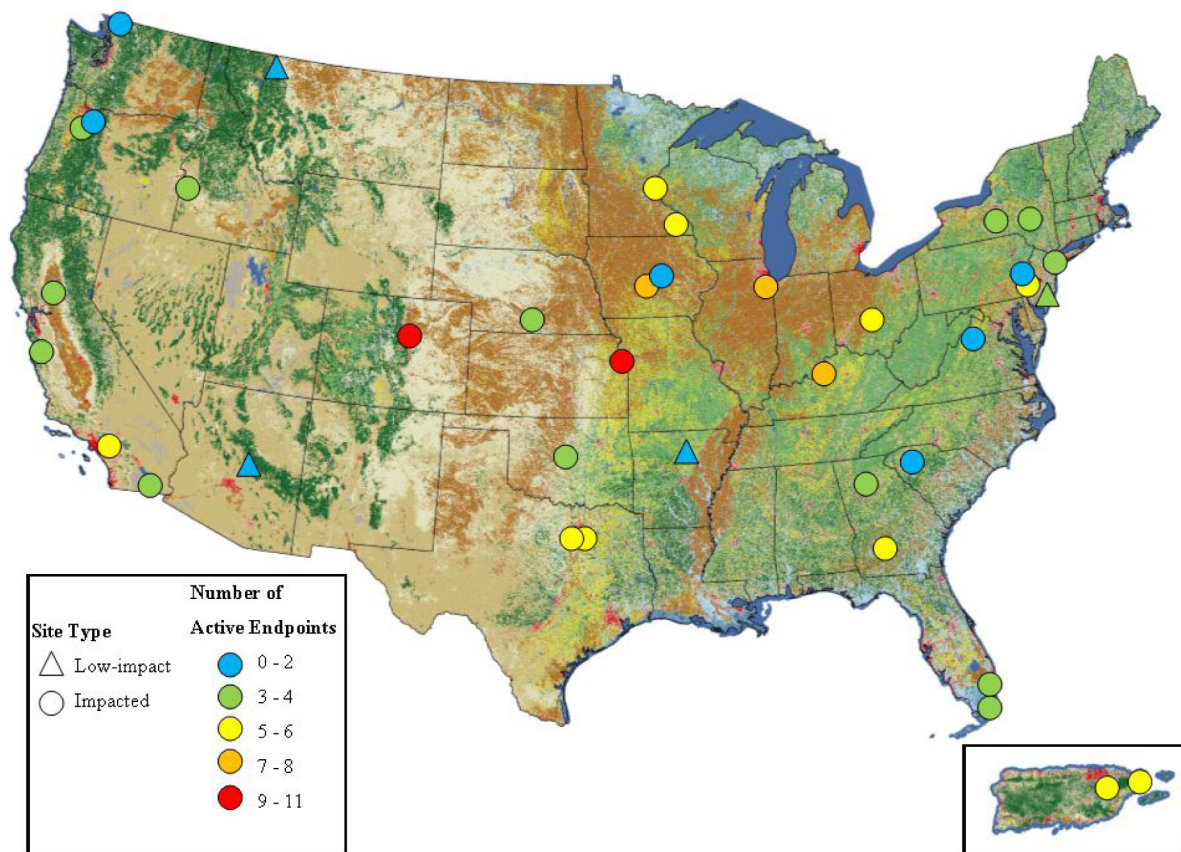 Number of
Active Endpoints
Site Type
Low-impact
Impacted
0 - 2
3 - 4
5 - 6
7 - 8
9 - 11